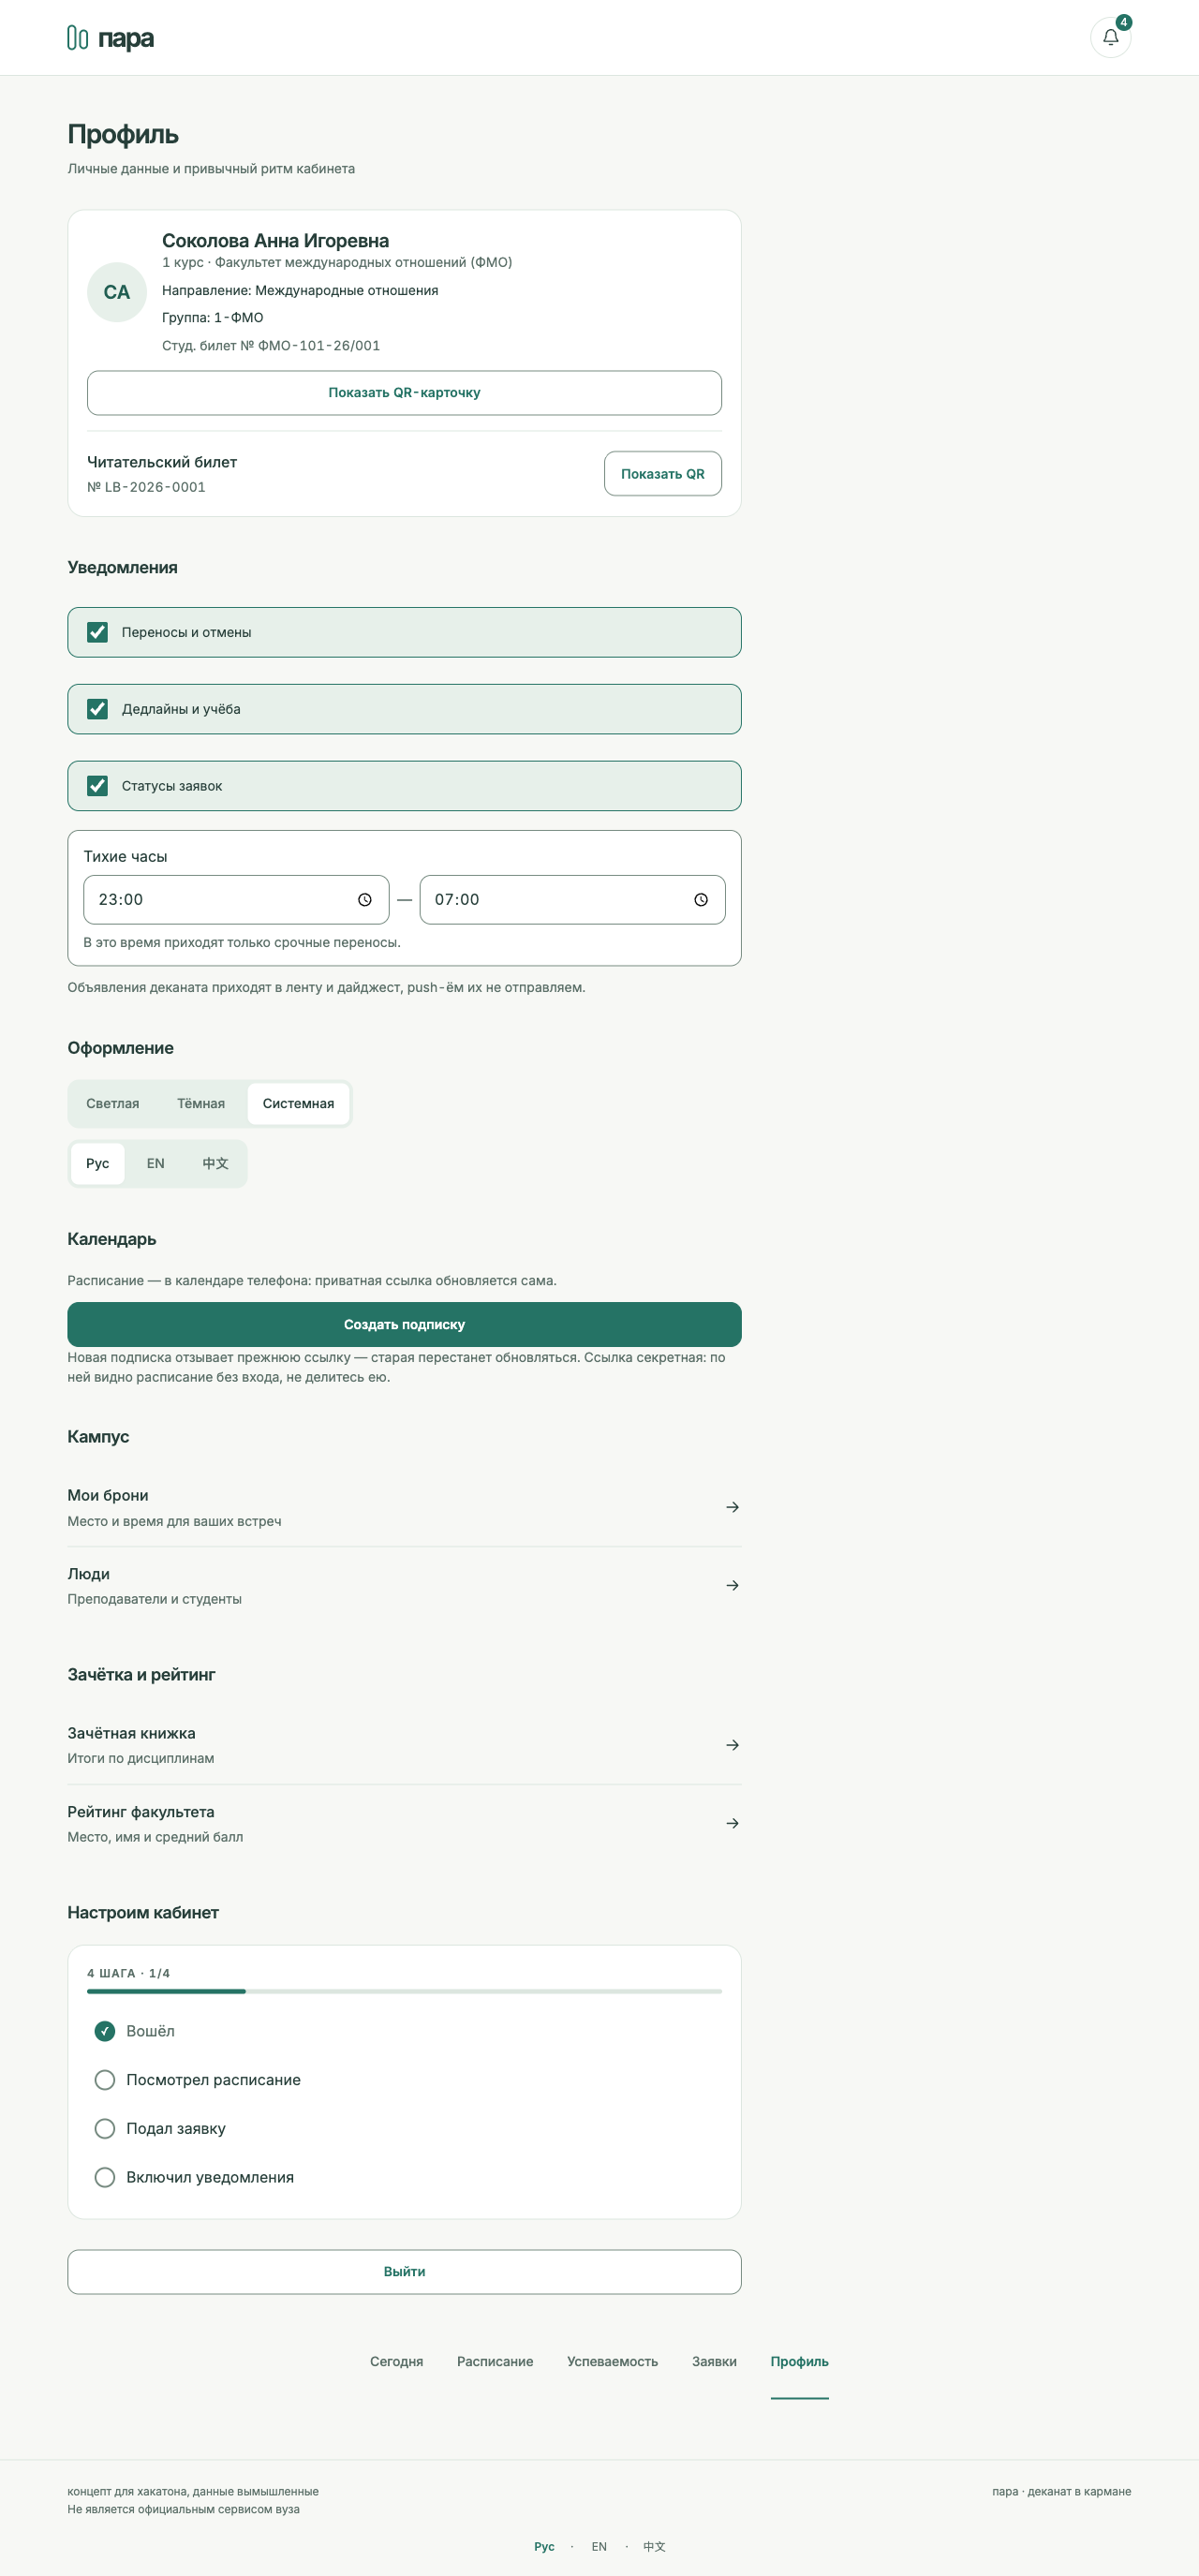 пара
4
Профиль
Личные данные и привычный ритм кабинета
СА
Соколова Анна Игоревна
1 курс · Факультет международных отношений (ФМО)
Направление: Международные отношения
Группа: 1-ФМО
Студ. билет № ФМО-101-26/001
Показать QR-карточку
Читательский билет
№ LB-2026-0001
Показать QR
Уведомления
Переносы и отмены
Дедлайны и учёба
Статусы заявок
Тихие часы
23:00 — 07:00
В это время приходят только срочные переносы.
Объявления деканата приходят в ленту и дайджест, push-ём их не отправляем.
Оформление
Светлая Тёмная Системная
Рус EN 中文
Календарь
Расписание — в календаре телефона: приватная ссылка обновляется сама.
Создать подписку
Новая подписка отзывает прежнюю ссылку — старая перестанет обновляться. Ссылка секретная: по
ней видно расписание без входа, не делитесь ею.
Кампус
Мои брони
Место и время для ваших встреч
Люди
Преподаватели и студенты
Зачётка и рейтинг
Зачётная книжка
Итоги по дисциплинам
Рейтинг факультета
Место, имя и средний балл
Настроим кабинет
4 ШАГА · 1/4
Вошёл
Посмотрел расписание
Подал заявку
Включил уведомления
Выйти
Сегодня Расписание Успеваемость Заявки Профиль
концепт для хакатона, данные вымышленные
Не является официальным сервисом вуза
пара · деканат в кармане
Рус · EN · 中文